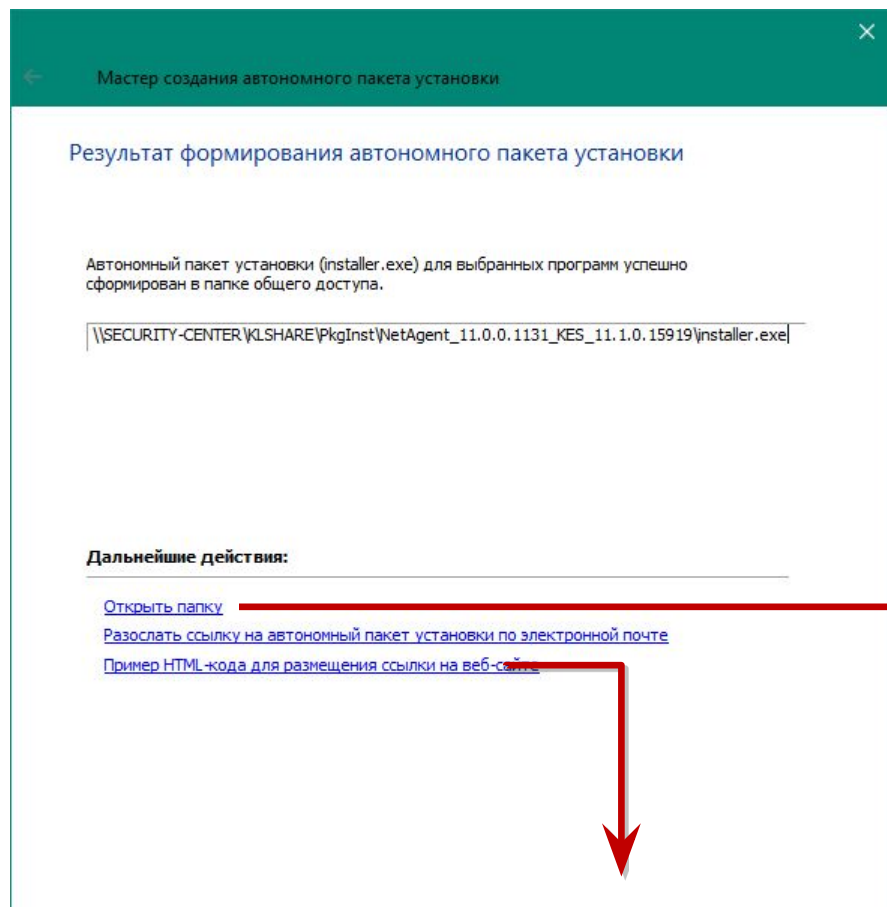 Мастер создания автономного пакета установки
Результат формирования автономного пакета установки
Автономный пакет установки (installer.exe) для выбранных программ успешно
сформирован в папке общего доступа.
\\SECURITY-CENTER\KLSHARE\PkgInst\NetAgent_11.0.0.1131_KES_11.1.0.15919\installer.exe
Дальнейшие действия:
Открыть папку
Разослать ссылку на автономный пакет установки по электронной почте
Пример HTML-кода для размещения ссылки на веб-сайте